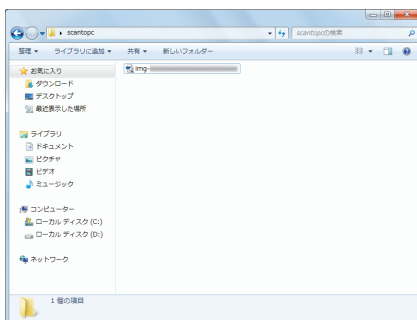 scantopc
scantopcの検索
整理 ライブラリに追加 共有 新しいフォルダー
お気に入り
ダウンロード
デスクトップ
最近表示した場所
ライブラリ
ドキュメント
ピクチャ
ビデオ
ミュージック
コンピューター
ローカル ディスク (C:)
ローカル ディスク (D:)
ネットワーク
img-
1 個の項目